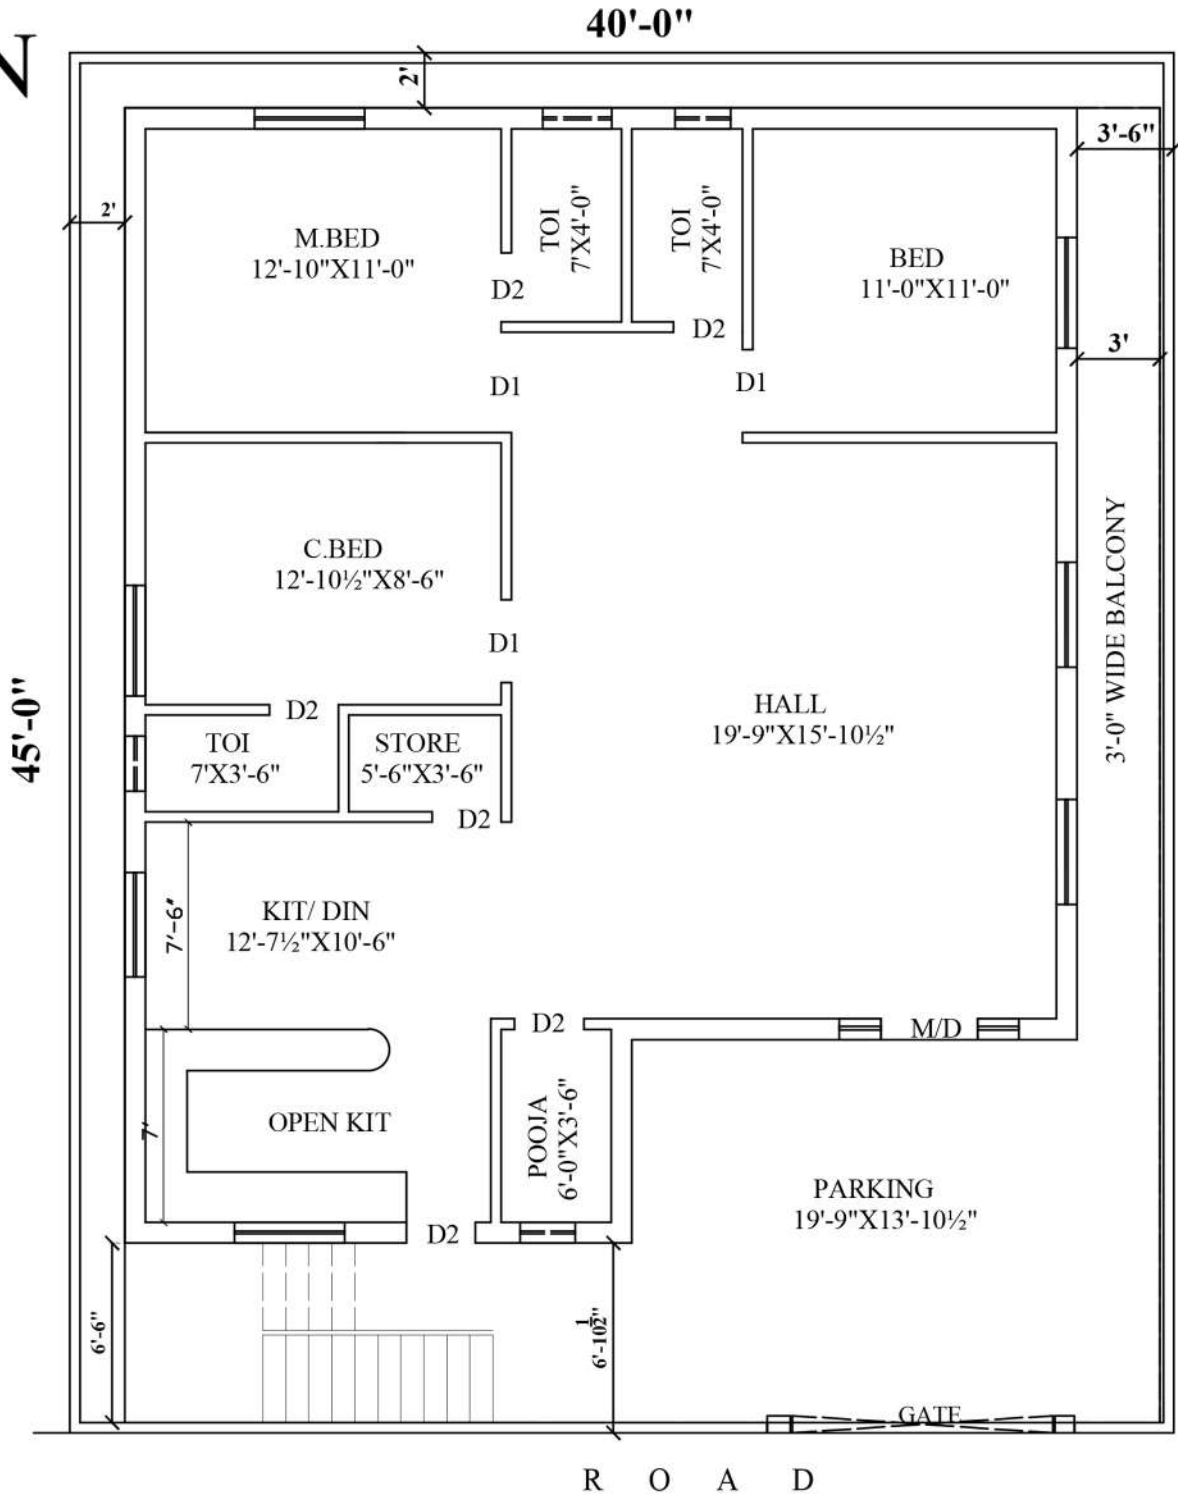 40'-0"
N
2'
3'-6"
2'
M.BED
12'-10"X11'-0"
TOI
7'X4'-0"
TOI
7'X4'-0"
BED
11'-0"X11'-0"
D2
D2
3'
D1
D1
3'-0" WIDE BALCONY
C.BED
12'-10½"X8'-6"
D1
45'-0"
HALL
19'-9"X15'-10½"
D2
TOI
7'X3'-6"
STORE
5'-6"X3'-6"
D2
7'-6"
KIT/ DIN
12'-7½"X10'-6"
D2
M/D
7'
OPEN KIT
POOJA
6'-0"X3'-6"
PARKING
19'-9"X13'-10½"
D2
6'-6"
6'-10½"
GATE
R O A D